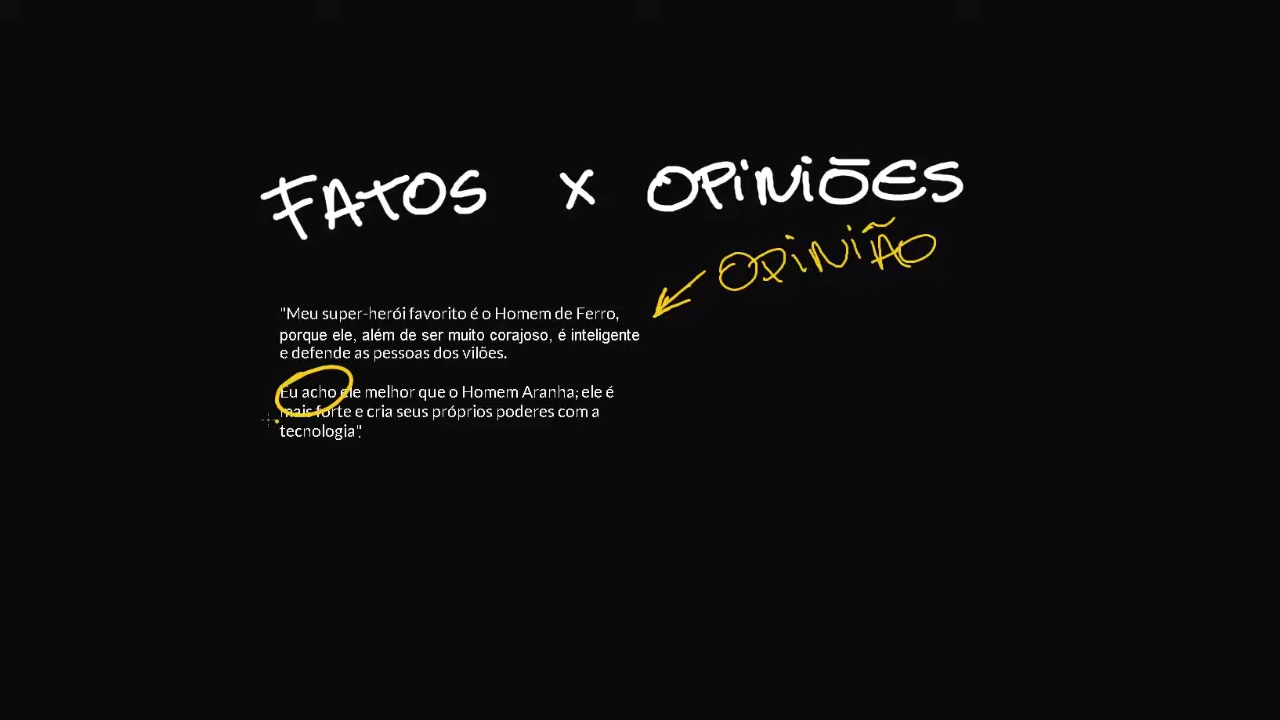 FATOS x OPINIÕES
OPINIÃO
"Meu super-herói favorito é o Homem de Ferro,
porque ele, além de ser muito corajoso, é inteligente
e defende as pessoas dos vilões.
Eu acho ele melhor que o Homem Aranha; ele é
mais forte e cria seus próprios poderes com a
tecnologia".